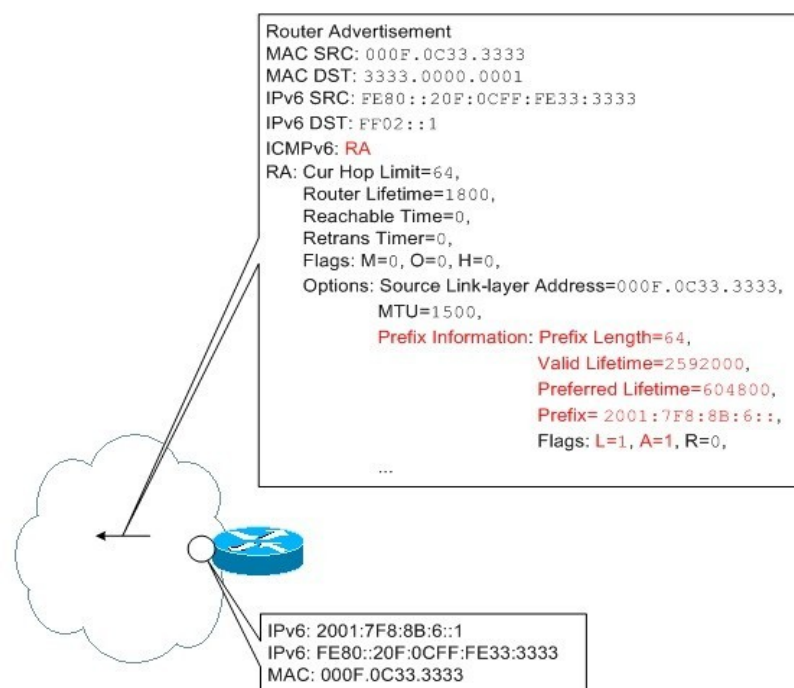 Router Advertisement
MAC SRC: 000F.0C33.3333
MAC DST: 3333.0000.0001
IPv6 SRC: FE80::20F:0CFF:FE33:3333
IPv6 DST: FF02::1
ICMPv6: RA
RA: Cur Hop Limit=64,
Router Lifetime=1800,
Reachable Time=0,
Retrans Timer=0,
Flags: M=0, O=0, H=0,
Options: Source Link-layer Address=000F.0C33.3333,
MTU=1500,
Prefix Information: Prefix Length=64,
Valid Lifetime=2592000,
Preferred Lifetime=604800,
Prefix= 2001:7F8:8B:6::,
Flags: L=1, A=1, R=0,
...
IPv6: 2001:7F8:8B:6::1
IPv6: FE80::20F:0CFF:FE33:3333
MAC: 000F.0C33.3333